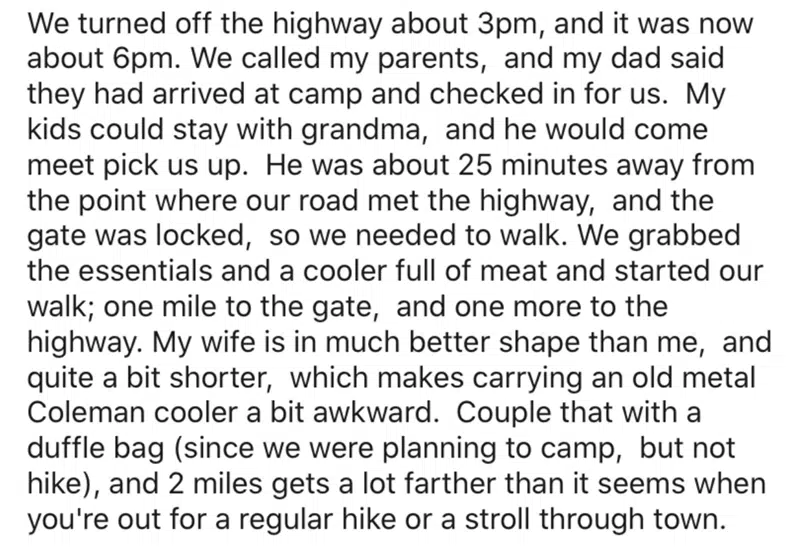 We turned off the highway about 3pm, and it was now
about 6pm. We called my parents,  and my dad said
they had arrived at camp and checked in for us.  My
kids could stay with grandma,  and he would come
meet pick us up.  He was about 25 minutes away from
the point where our road met the highway,  and the
gate was locked,  so we needed to walk. We grabbed
the essentials and a cooler full of meat and started our
walk; one mile to the gate,  and one more to the
highway. My wife is in much better shape than me,  and
quite a bit shorter,  which makes carrying an old metal
Coleman cooler a bit awkward.  Couple that with a
duffle bag (since we were planning to camp,  but not
hike), and 2 miles gets a lot farther than it seems when
you're out for a regular hike or a stroll through town.